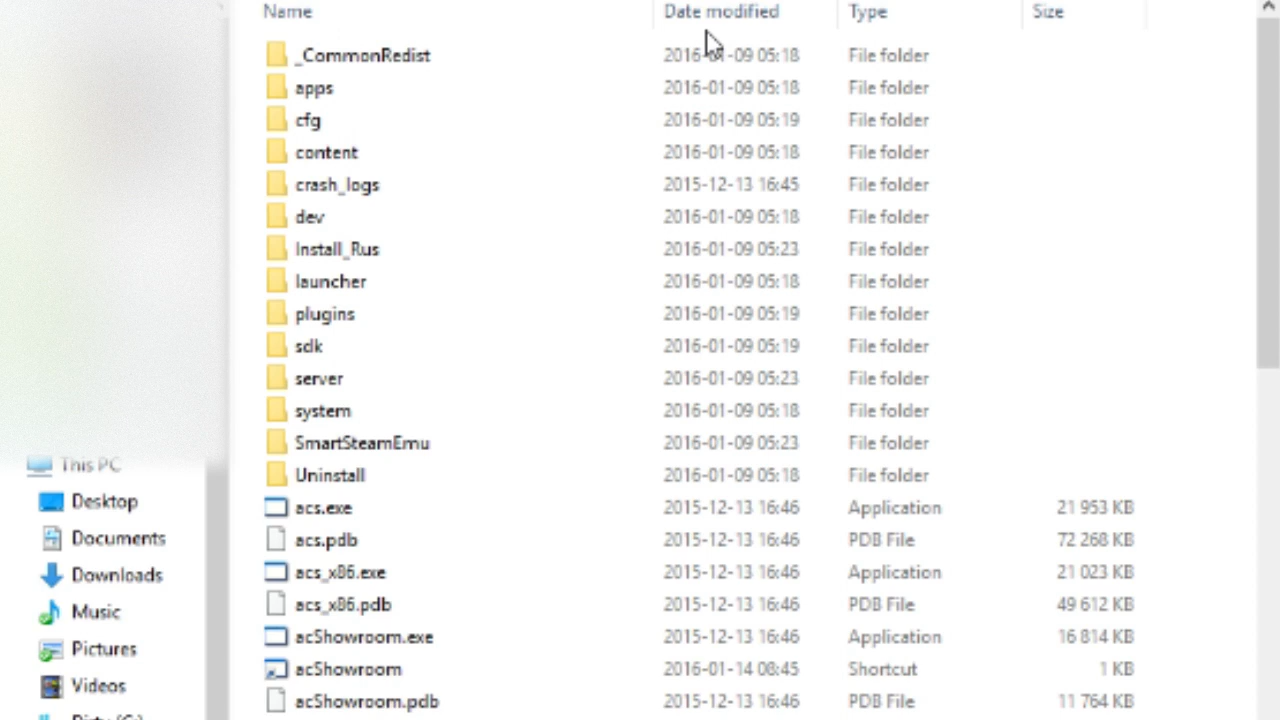 Name Date modified Type Size
_CommonRedist 2016-01-09 05:18 File folder
apps 2016-01-09 05:18 File folder
cfg 2016-01-09 05:19 File folder
content 2016-01-09 05:18 File folder
crash_logs 2015-12-13 16:45 File folder
dev 2016-01-09 05:18 File folder
Install_Rus 2016-01-09 05:23 File folder
launcher 2016-01-09 05:18 File folder
plugins 2016-01-09 05:19 File folder
sdk 2016-01-09 05:19 File folder
server 2016-01-09 05:23 File folder
system 2016-01-09 05:18 File folder
SmartSteamEmu 2016-01-09 05:23 File folder
This PC
Uninstall 2016-01-09 05:18 File folder
Desktop
acs.exe 2015-12-13 16:46 Application 21 953 KB
Documents
acs.pdb 2015-12-13 16:46 PDB File 72 268 KB
Downloads
acs_x86.exe 2015-12-13 16:46 Application 21 023 KB
Music
acs_x86.pdb 2015-12-13 16:46 PDB File 49 612 KB
Pictures
acShowroom.exe 2015-12-13 16:46 Application 16 814 KB
acShowroom 2016-01-14 08:45 Shortcut 1 KB
Videos
acShowroom.pdb 2015-12-13 16:46 PDB File 11 764 KB